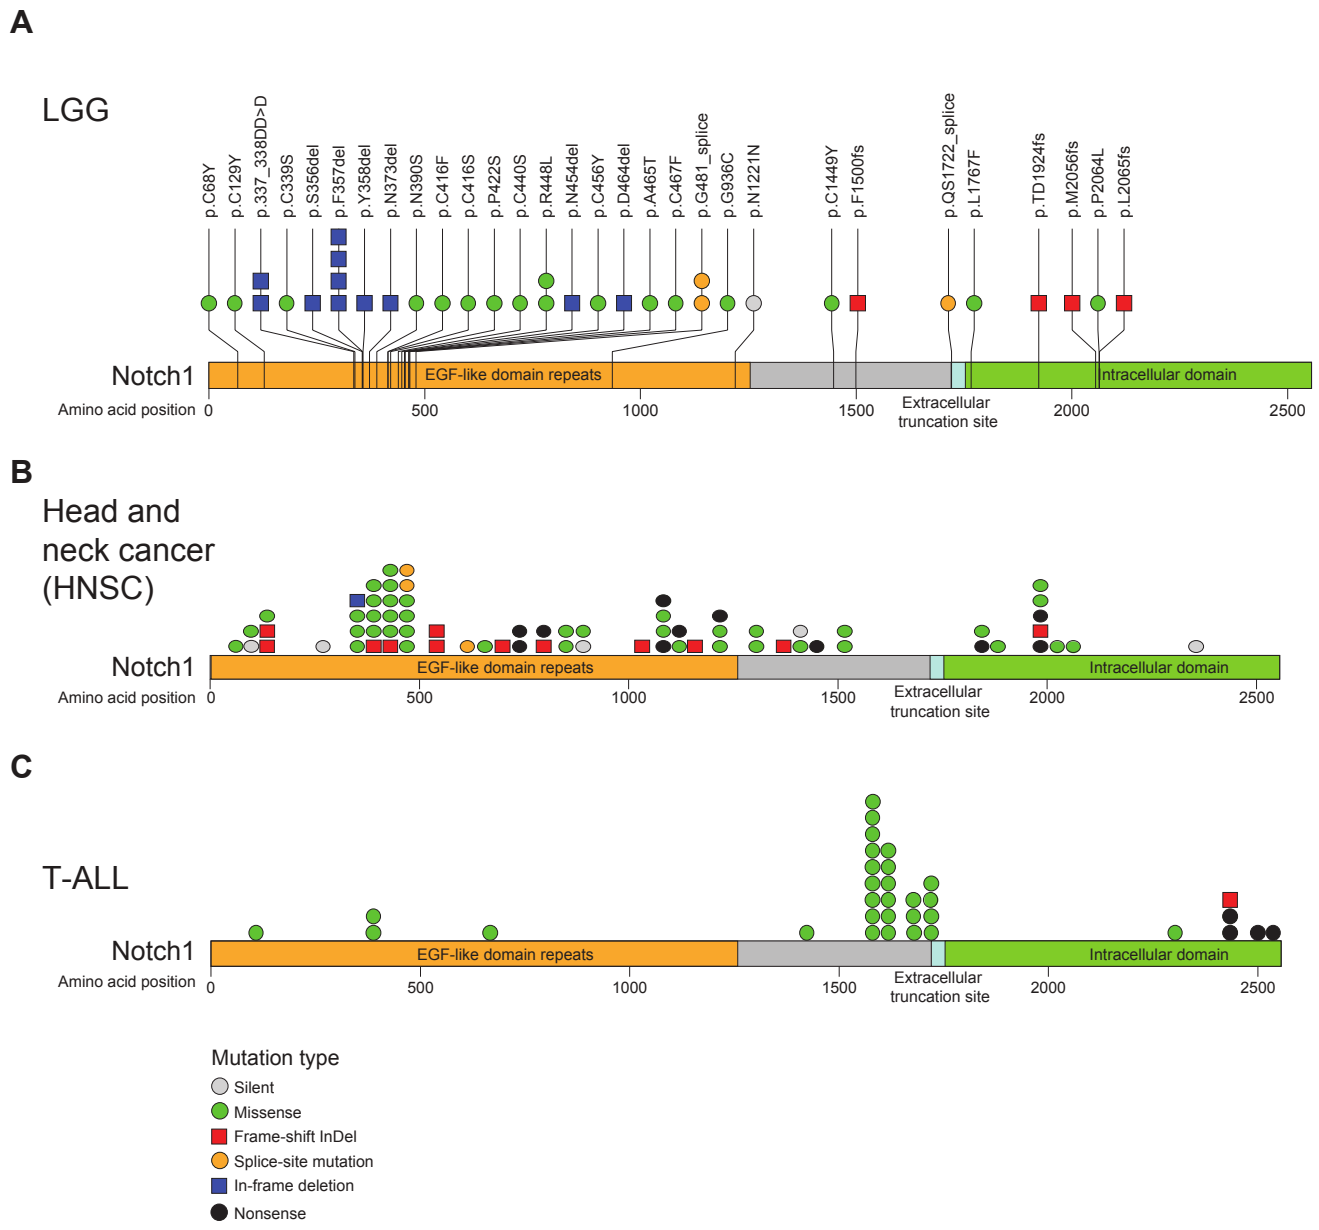 A
LGG
p.C68Y
p.C129Y
p.337_338DD>D
p.C339S
p.S356del
p.F357del
p.Y358del
p.N373del
p.N390S
p.C416F
p.C416S
p.P422S
p.C440S
p.R448L
p.N454del
p.C456Y
p.D464del
p.A465T
p.C467F
p.G481_splice
p.G936C
p.N1221N
p.C1449Y
p.F1500fs
p.QS1722_splice
p.L1767F
p.TD1924fs
p.M2056fs
p.P2064L
p.L2065fs
Notch1
EGF-like domain repeats
Intracellular domain
Amino acid position
0 500 1000 1500 2000 2500
Extracellular
truncation site
B
Head and
neck cancer
(HNSC)
Notch1
EGF-like domain repeats
Intracellular domain
Amino acid position
0 500 1000 1500 2000 2500
Extracellular
truncation site
C
T-ALL
Notch1
EGF-like domain repeats
Intracellular domain
Amino acid position
0 500 1000 1500 2000 2500
Extracellular
truncation site
Mutation type
Silent
Missense
Frame-shift InDel
Splice-site mutation
In-frame deletion
Nonsense